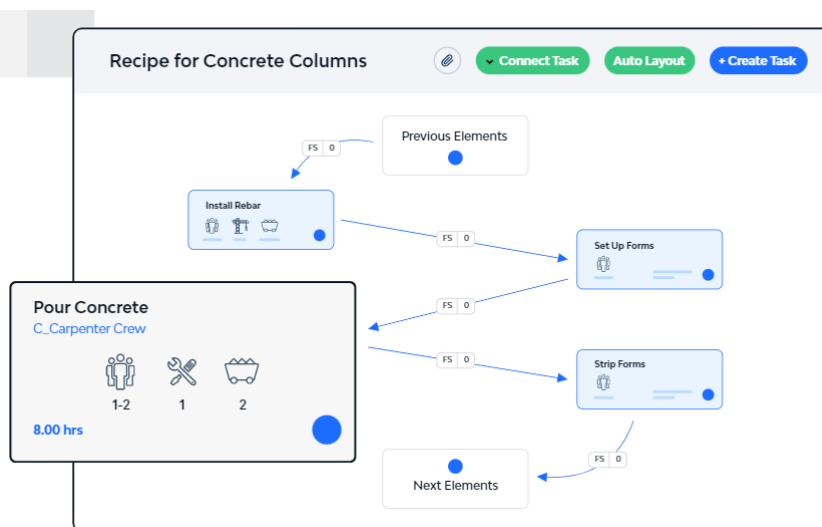 Recipe for Concrete Columns
Connect Task
Auto Layout
+ Create Task
Previous Elements
FS 0
Install Rebar
FS 0
Set Up Forms
FS 0
Pour Concrete
C_Carpenter Crew
1-2 1 2
8.00 hrs
FS 0
Strip Forms
FS 0
Next Elements